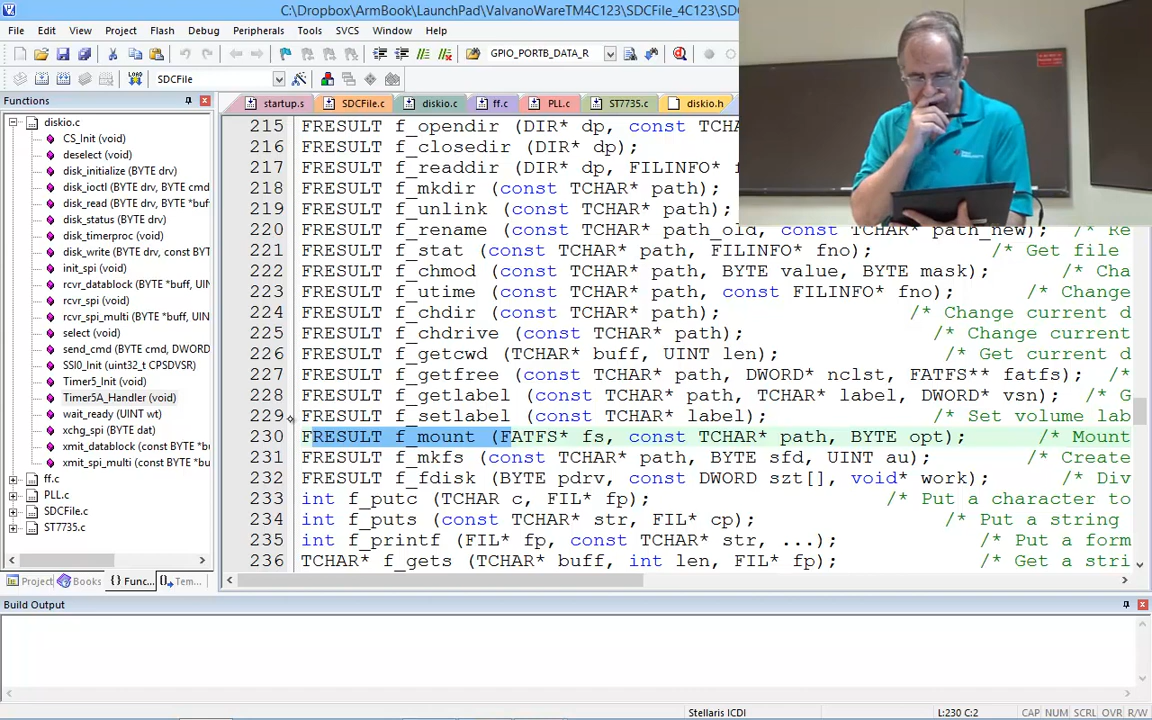 C:\Dropbox\ArmBook\LaunchPad\ValvanoWareTM4C123\SDCFile_4C123\SD
File Edit View Project Flash Debug Peripherals Tools SVCS Window Help
GPIO_PORTB_DATA_R
LOAD SDCFile
Functions
startup.s SDCFile.c diskio.c ff.c PLL.c ST7735.c diskio.h
diskio.c
CS_Init (void)
deselect (void)
disk_initialize (BYTE drv)
disk_ioctl (BYTE drv, BYTE cmd
disk_read (BYTE drv, BYTE *buf
disk_status (BYTE drv)
disk_timerproc (void)
disk_write (BYTE drv, const BY
init_spi (void)
rcvr_datablock (BYTE *buff, UI
rcvr_spi (void)
rcvr_spi_multi (BYTE *buff, UI
select (void)
send_cmd (BYTE cmd, DWORD
SSI0_Init (uint32_t CPSDVSR)
Timer5_Init (void)
Timer5A_Handler (void)
wait_ready (UINT wt)
xchg_spi (BYTE dat)
xmit_datablock (const BYTE *b
xmit_spi_multi (const BYTE *bu
ff.c
PLL.c
SDCFile.c
ST7735.c
Project Books {} Func... Tem...
215 FRESULT f_opendir (DIR* dp, const TCHA
216 FRESULT f_closedir (DIR* dp);
217 FRESULT f_readdir (DIR* dp, FILINFO* f
218 FRESULT f_mkdir (const TCHAR* path);
219 FRESULT f_unlink (const TCHAR* path);
220 FRESULT f_rename (const TCHAR* path_old, const TCHAR* path_new); /* Re
221 FRESULT f_stat (const TCHAR* path, FILINFO* fno); /* Get file
222 FRESULT f_chmod (const TCHAR* path, BYTE value, BYTE mask); /* Cha
223 FRESULT f_utime (const TCHAR* path, const FILINFO* fno); /* Change
224 FRESULT f_chdir (const TCHAR* path); /* Change current d
225 FRESULT f_chdrive (const TCHAR* path); /* Change current
226 FRESULT f_getcwd (TCHAR* buff, UINT len); /* Get current d
227 FRESULT f_getfree (const TCHAR* path, DWORD* nclst, FATFS** fatfs); /*
228 FRESULT f_getlabel (const TCHAR* path, TCHAR* label, DWORD* vsn); /* G
229 FRESULT f_setlabel (const TCHAR* label); /* Set volume lab
230 FRESULT f_mount (FATFS* fs, const TCHAR* path, BYTE opt); /* Mount
231 FRESULT f_mkfs (const TCHAR* path, BYTE sfd, UINT au); /* Create
232 FRESULT f_fdisk (BYTE pdrv, const DWORD szt[], void* work); /* Div
233 int f_putc (TCHAR c, FIL* fp); /* Put a character to
234 int f_puts (const TCHAR* str, FIL* cp); /* Put a string
235 int f_printf (FIL* fp, const TCHAR* str, ...); /* Put a form
236 TCHAR* f_gets (TCHAR* buff, int len, FIL* fp); /* Get a stri
Build Output
Stellaris ICDI L:230 C:2 CAP NUM SCRL OVR R/W